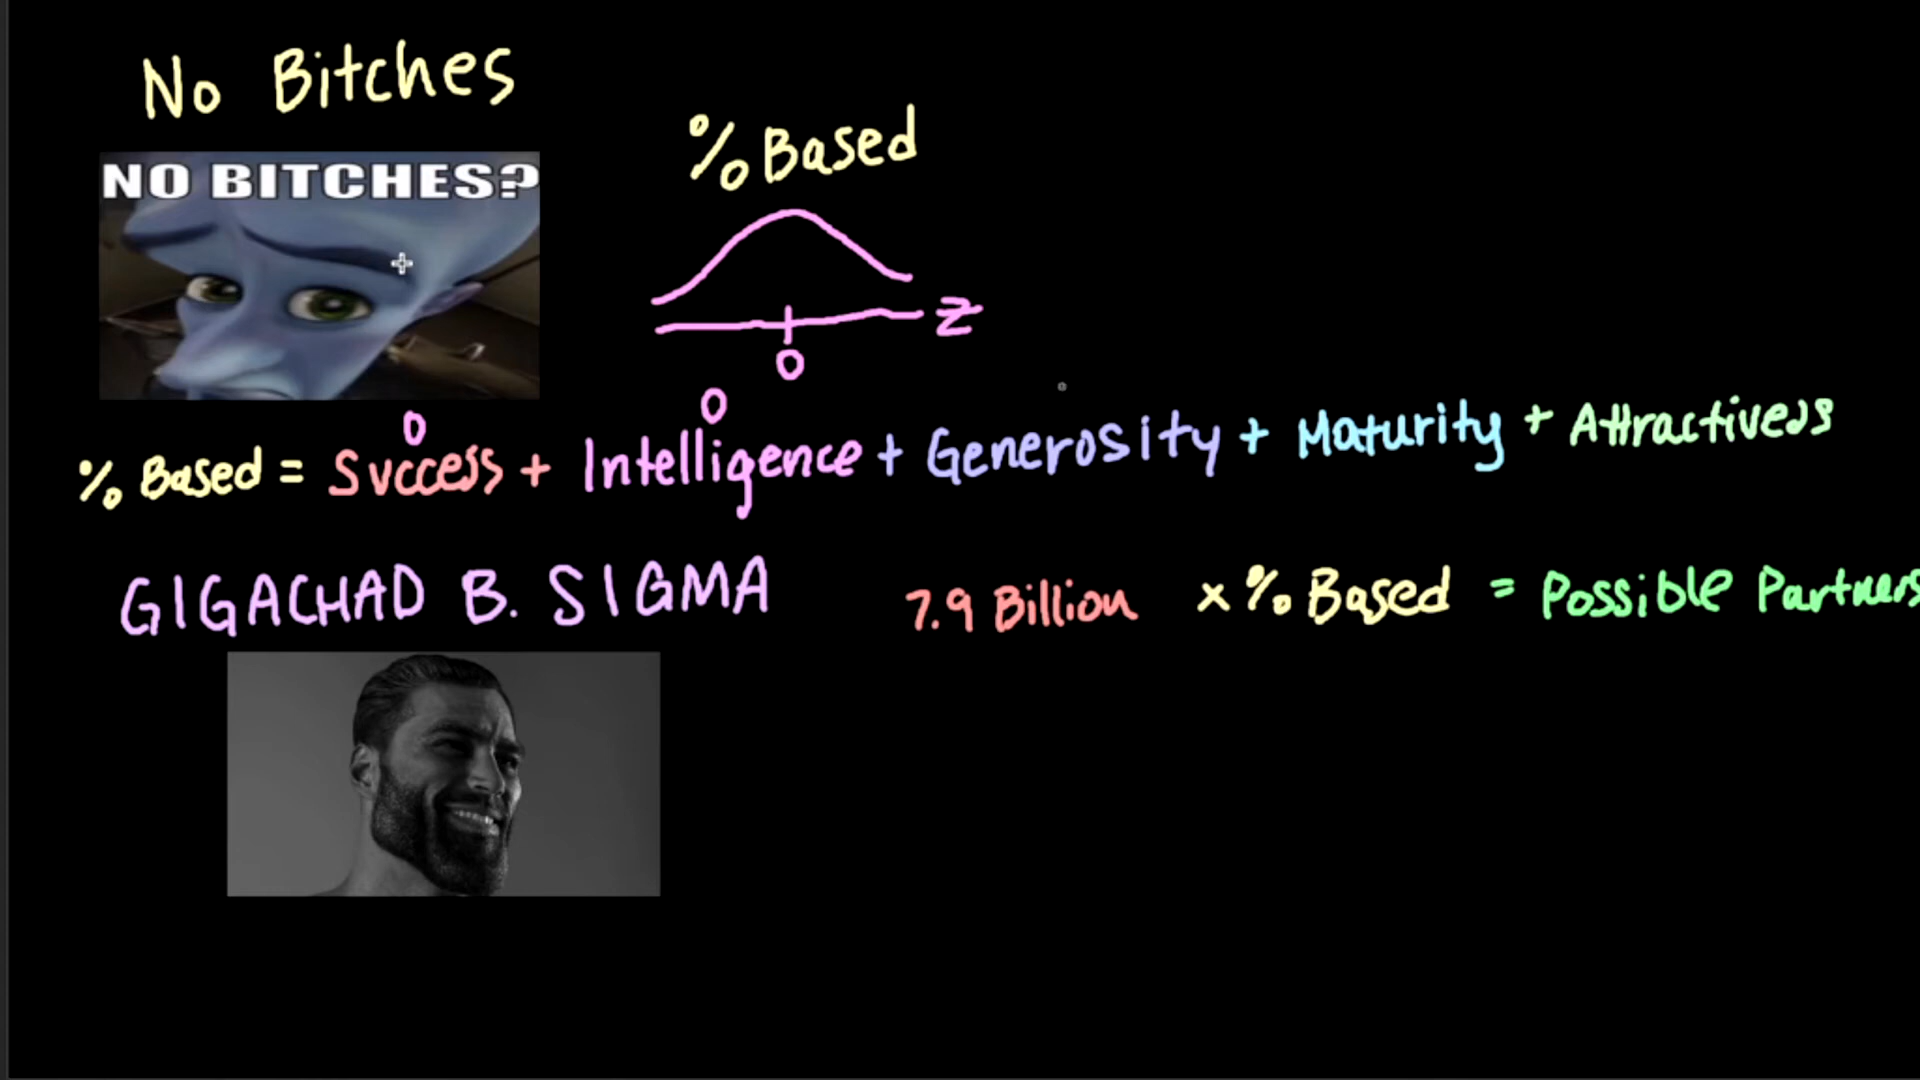 No Bitches
NO BITCHES?
% Based
Z
0
0
0
% Based = Success + Intelligence + Generosity + Maturity + Attractiveness
GIGACHAD B. SIGMA
7.9 Billion x % Based = Possible Partners